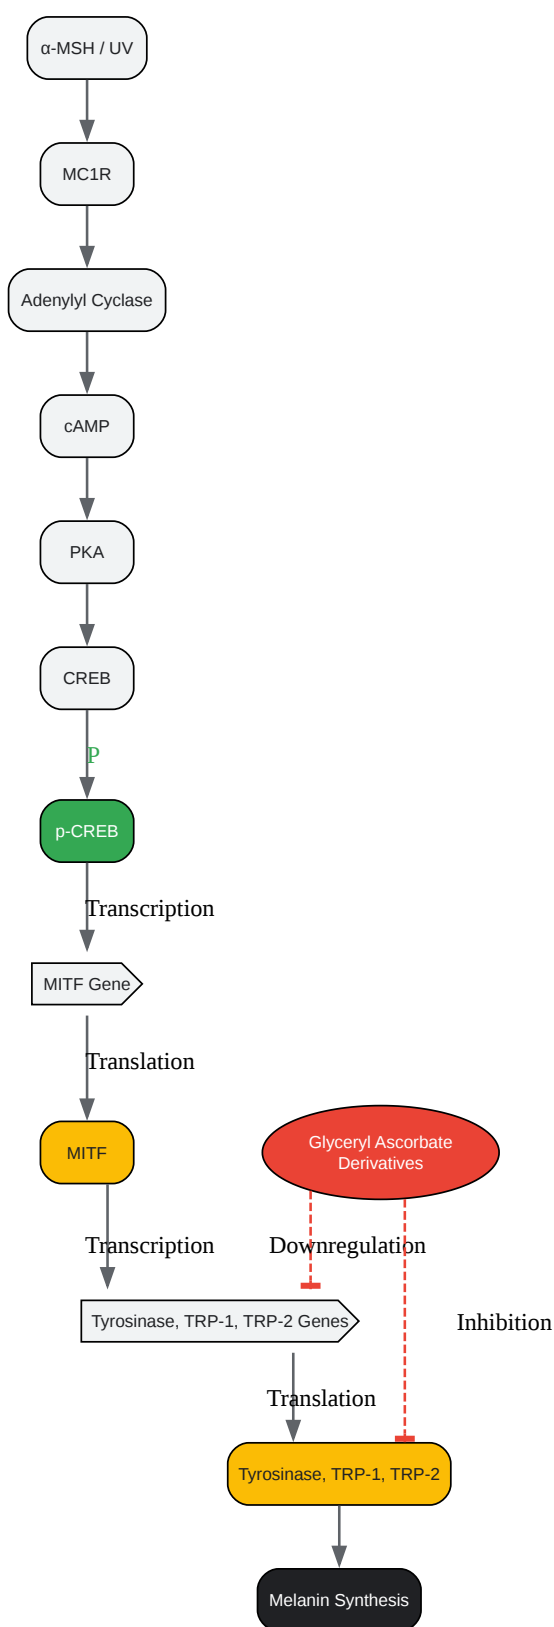 α-MSH / UV
MC1R
Adenylyl Cyclase
cAMP
PKA
CREB
P
p-CREB
Transcription
MITF Gene
Translation
MITF
Glyceryl Ascorbate
Derivatives
Transcription
Downregulation
Tyrosinase, TRP-1, TRP-2 Genes
Inhibition
Translation
Tyrosinase, TRP-1, TRP-2
Melanin Synthesis